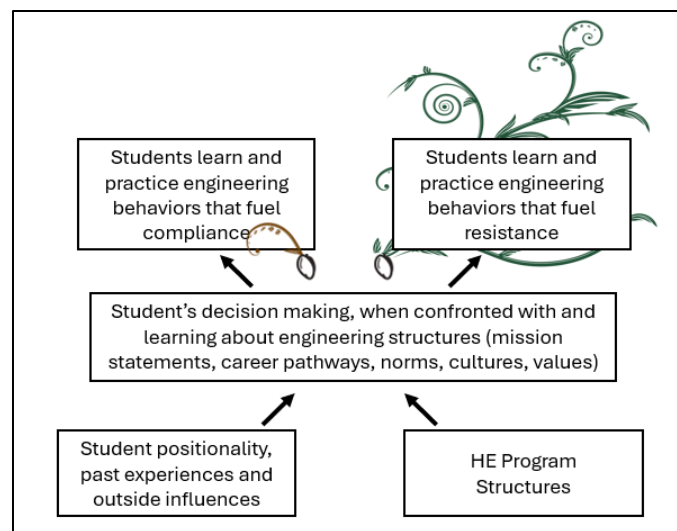 Students learn and
practice engineering
behaviors that fuel
compliance
Students learn and
practice engineering
behaviors that fuel
resistance
Student’s decision making, when confronted with and
learning about engineering structures (mission
statements, career pathways, norms, cultures, values)
Student positionality,
past experiences and
outside influences
HE Program
Structures